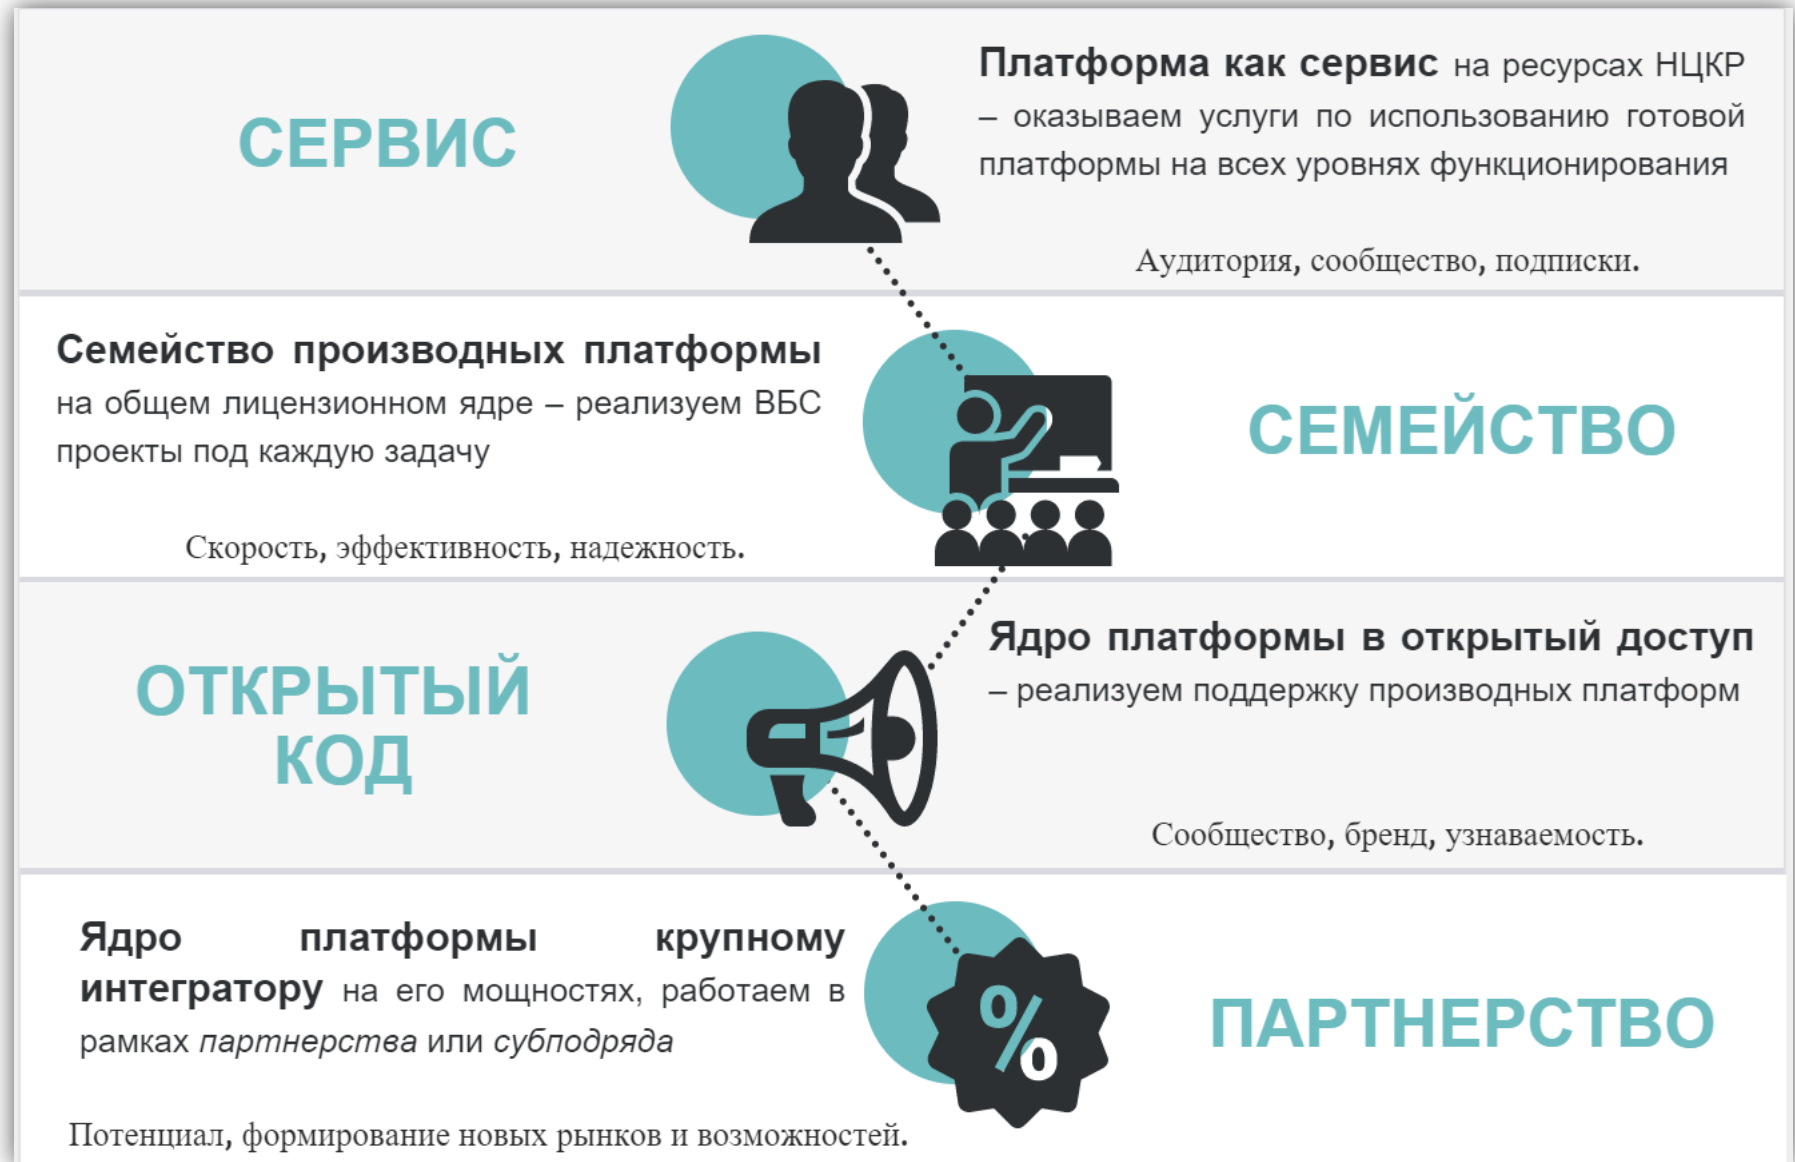 СЕРВИС
Платформа как сервис на ресурсах НЦКР
– оказываем услуги по использованию готовой
платформы на всех уровнях функционирования
Аудитория, сообщество, подписки.
Семейство производных платформы
на общем лицензионном ядре – реализуем ВБС
проекты под каждую задачу
Скорость, эффективность, надежность.
СЕМЕЙСТВО
ОТКРЫТЫЙ
КОД
Ядро платформы в открытый доступ
– реализуем поддержку производных платформ
Сообщество, бренд, узнаваемость.
Ядро платформы крупному
интегратору на его мощностях, работаем в
рамках партнерства или субподряда
Потенциал, формирование новых рынков и возможностей.
%
ПАРТНЕРСТВО